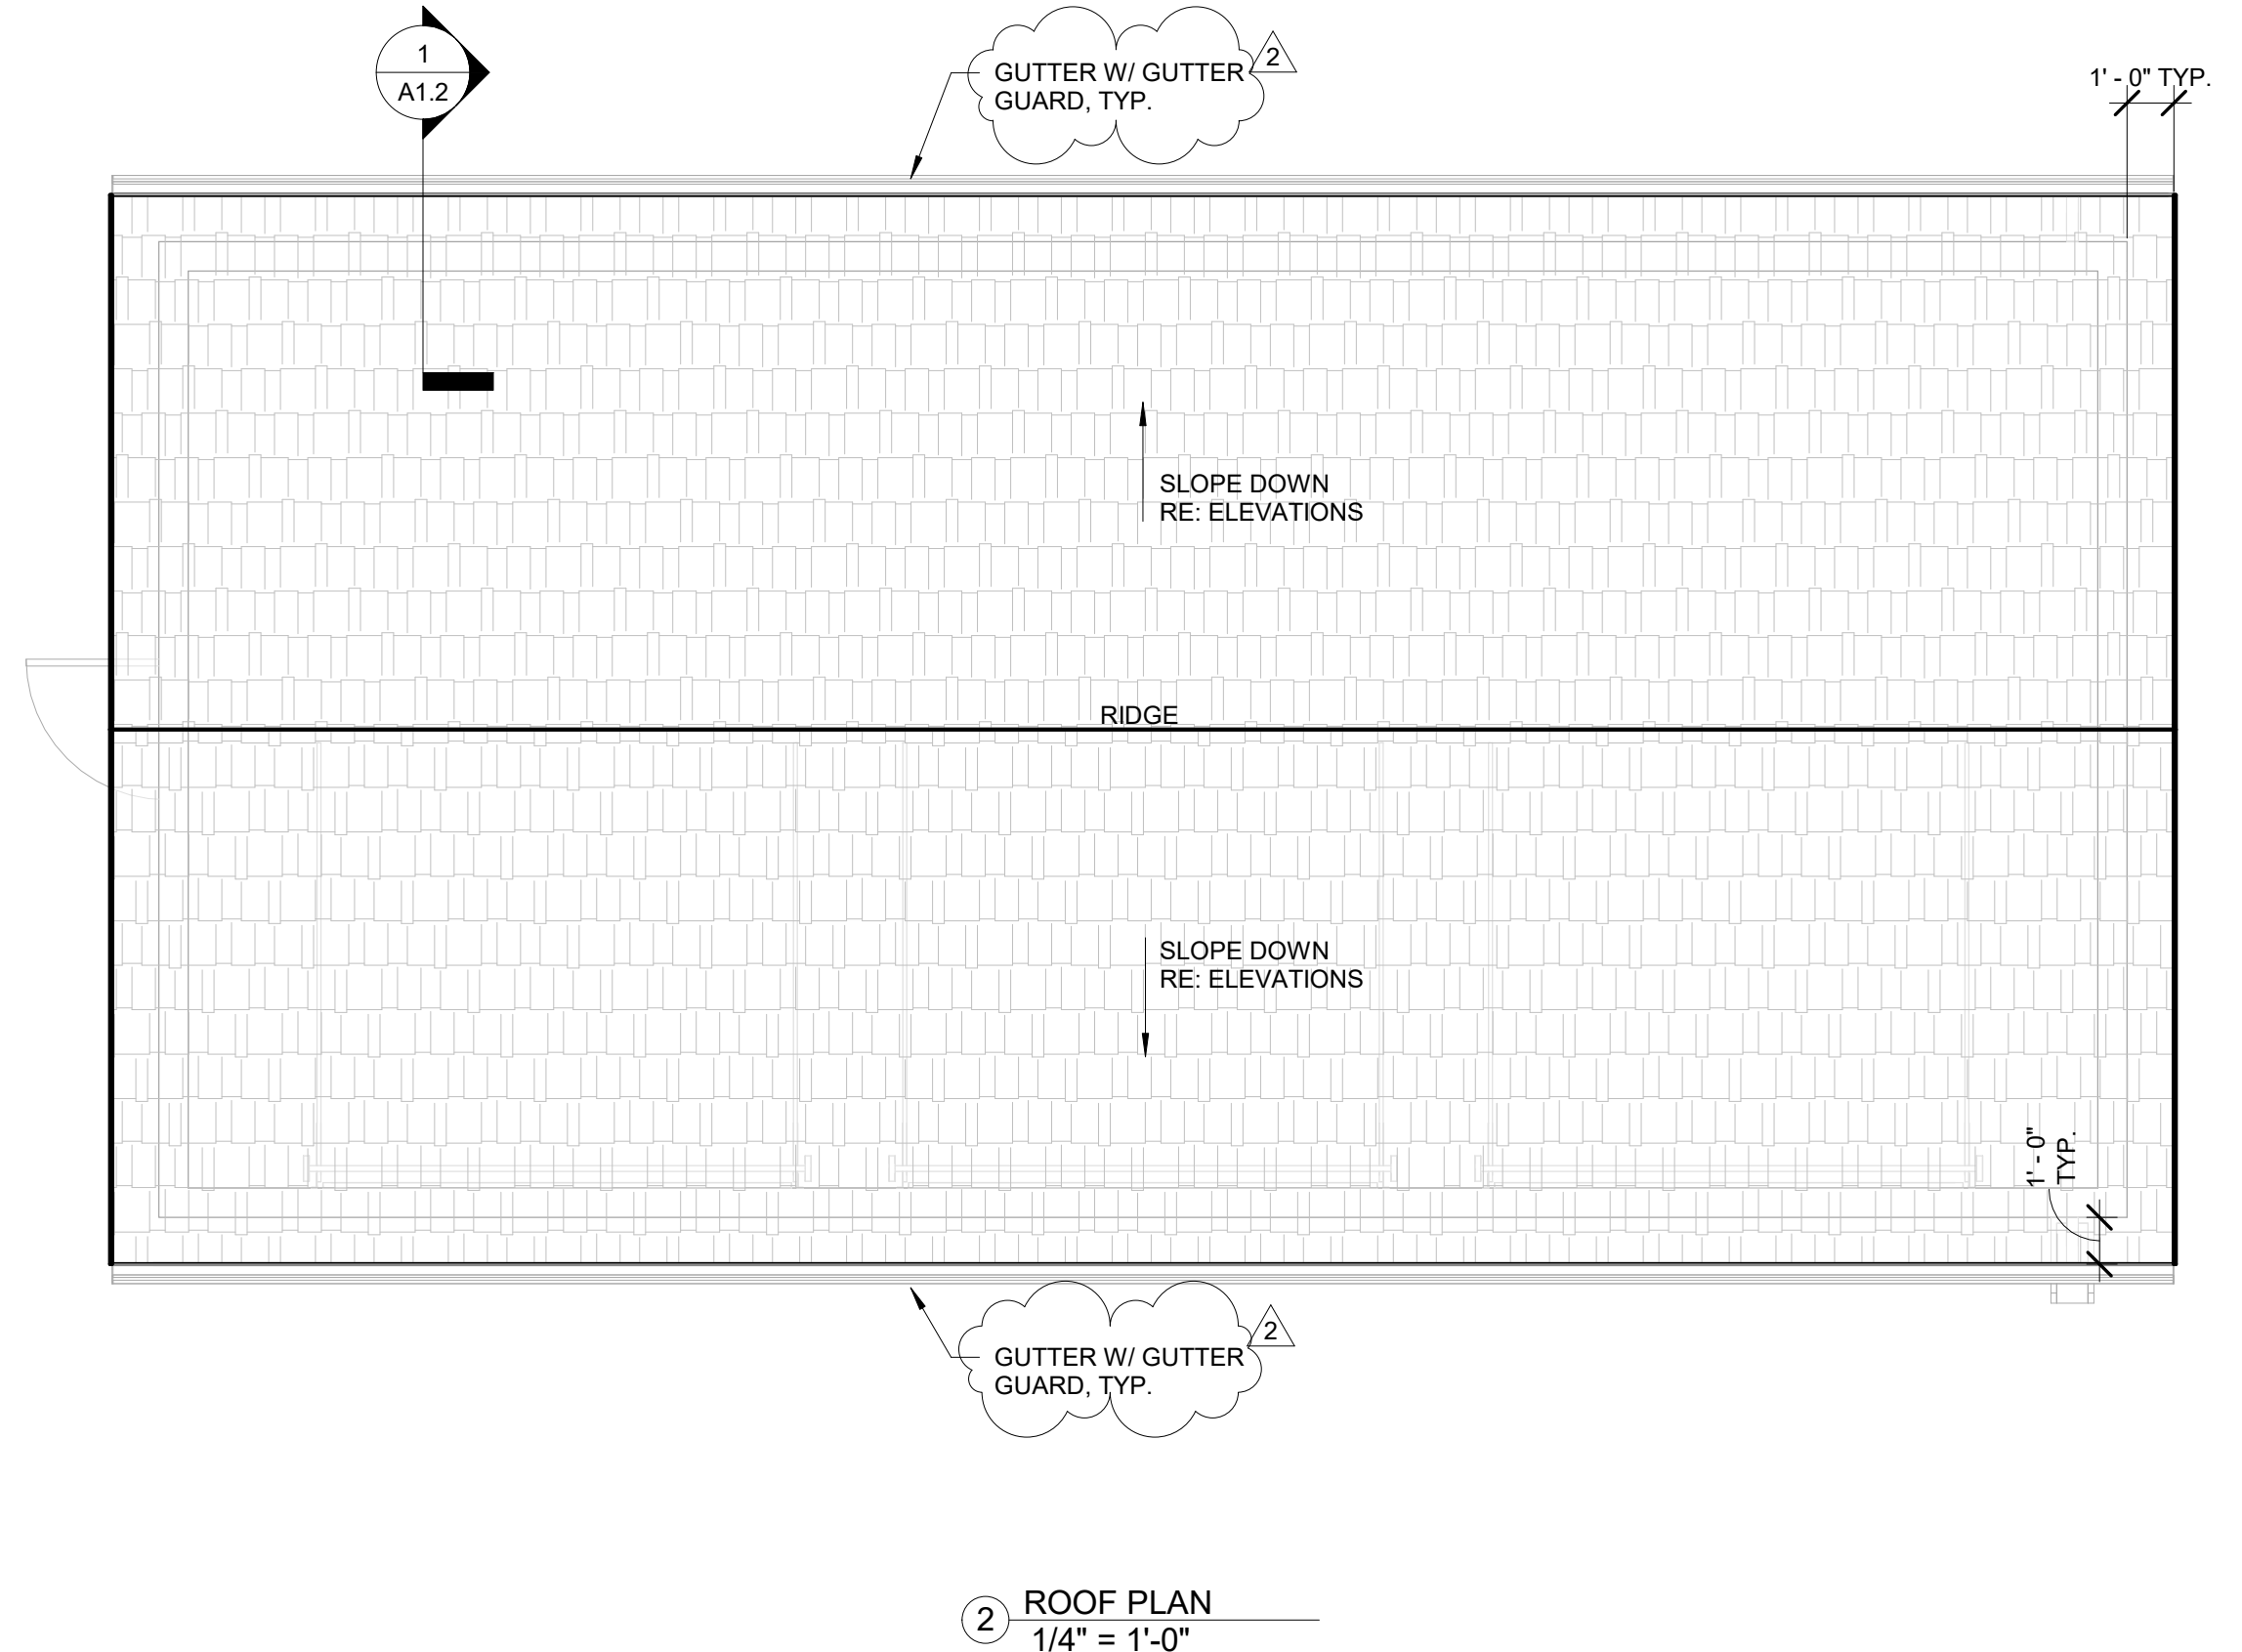 1
A1.2
GUTTER W/ GUTTER
GUARD, TYP.
2
1' - 0" TYP.
SLOPE DOWN
RE: ELEVATIONS
RIDGE
SLOPE DOWN
RE: ELEVATIONS
1' - 0"
TYP.
GUTTER W/ GUTTER
GUARD, TYP.
2
2
ROOF PLAN
1/4" = 1'-0"